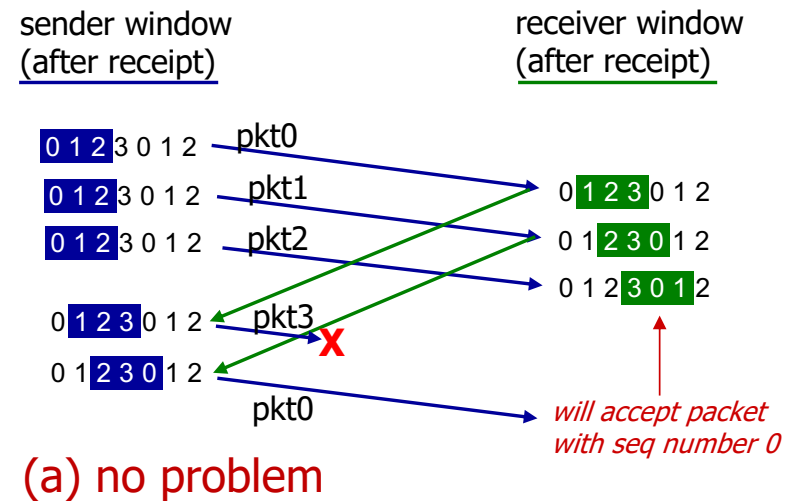 sender window
(after receipt)
receiver window
(after receipt)
0 1 2 3 0 1 2
pkt0
0 1 2 3 0 1 2
pkt1
0 1 2 3 0 1 2
0 1 2 3 0 1 2
pkt2
0 1 2 3 0 1 2
0 1 2 3 0 1 2
0 1 2 3 0 1 2
pkt3
X
0 1 2 3 0 1 2
pkt0
will accept packet
with seq number 0
(a) no problem